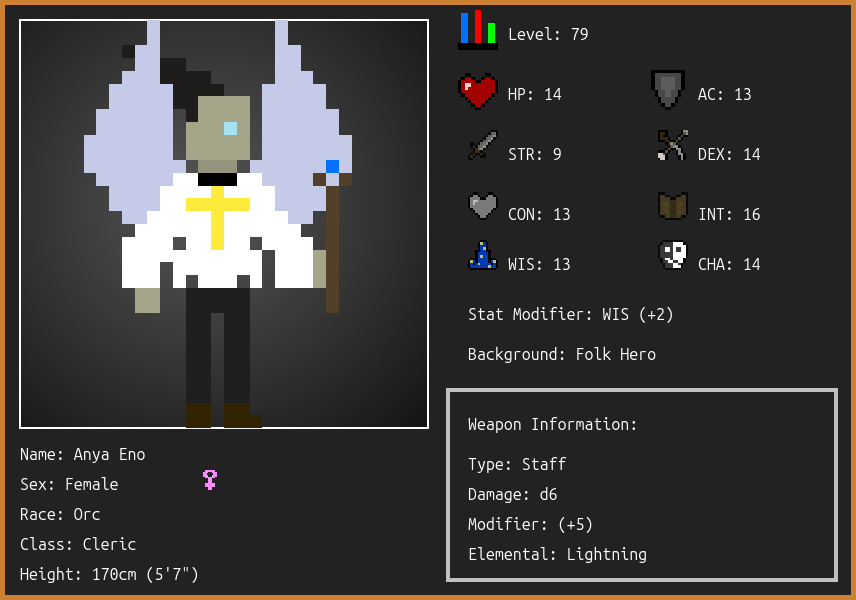 Level: 79
HP: 14
AC: 13
STR: 9
DEX: 14
CON: 13
INT: 16
WIS: 13
CHA: 14
Stat Modifier: WIS (+2)
Background: Folk Hero
Weapon Information:
Type: Staff
Damage: d6
Modifier: (+5)
Elemental: Lightning
Name: Anya Eno
Sex: Female
Race: Orc
Class: Cleric
Height: 170cm (5'7")